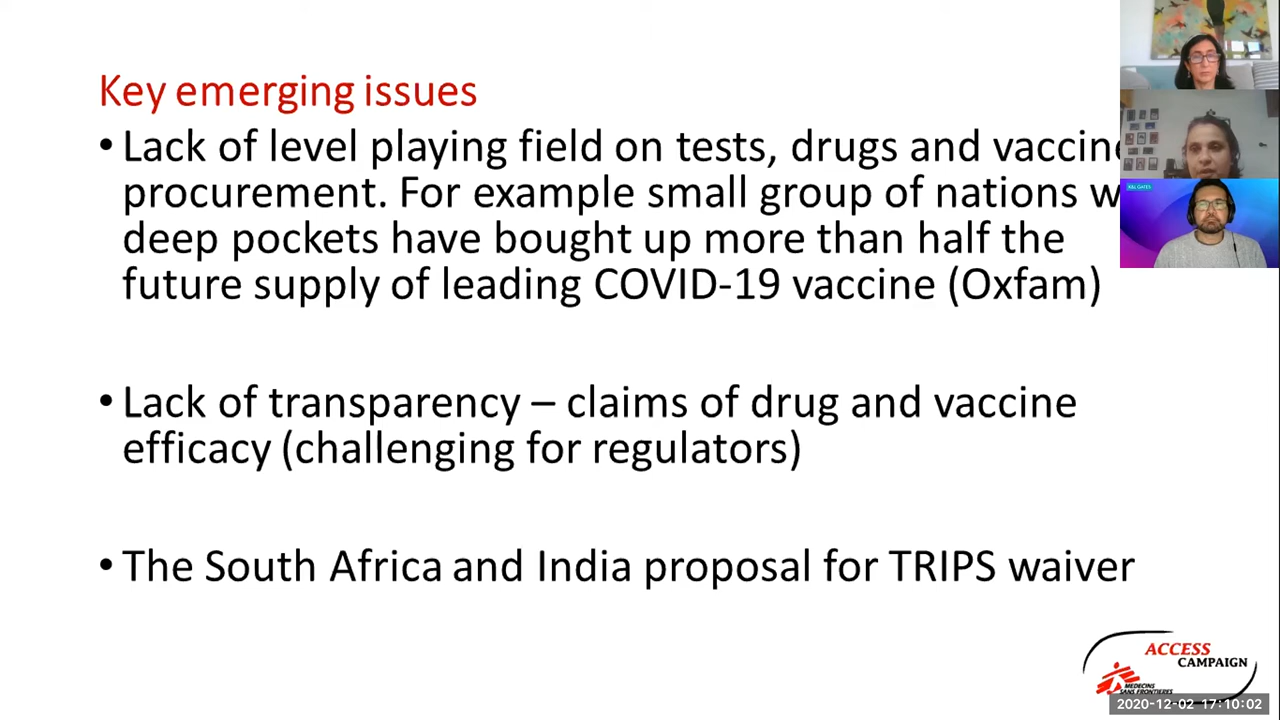 Key emerging issues
• Lack of level playing field on tests, drugs and vaccine
procurement. For example small group of nations w
deep pockets have bought up more than half the
future supply of leading COVID-19 vaccine (Oxfam)
• Lack of transparency – claims of drug and vaccine
efficacy (challenging for regulators)
• The South Africa and India proposal for TRIPS waiver
ACCESS
CAMPAIGN
MEDECINS
SANS FRONTIERES
2020-12-02 17:10:02